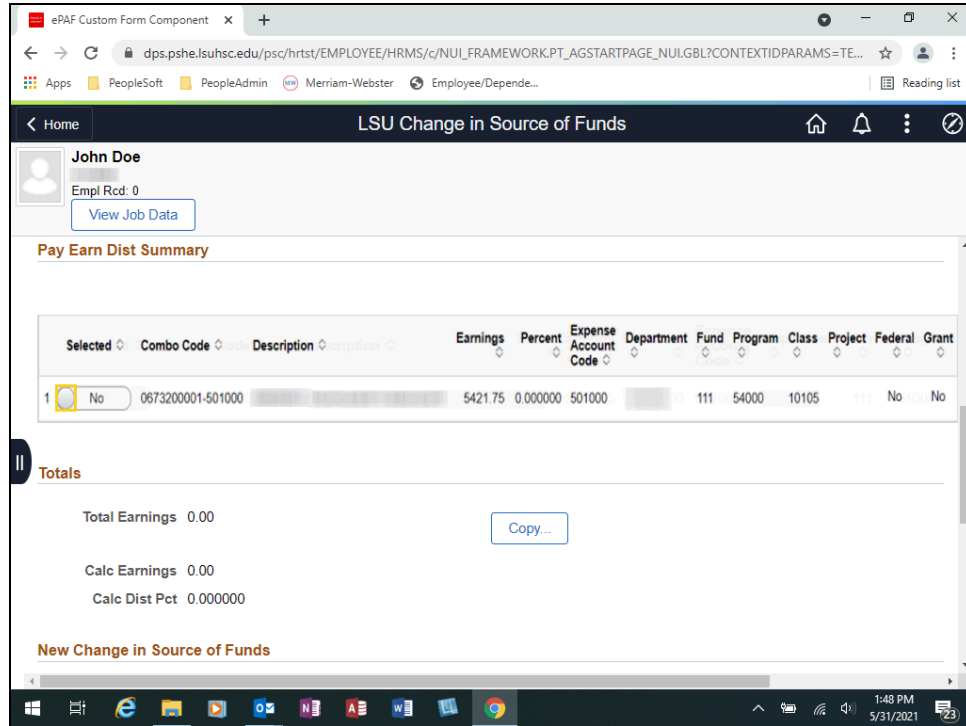 ePAF Custom Form Component
dps.pshe.lsuhsc.edu/psc/hrtst/EMPLOYEE/HRMS/c/NUI_FRAMEWORK.PT_AGSTARTPAGE_NUI.GBL?CONTEXTIDPARAMS=TE...
Apps PeopleSoft PeopleAdmin MW Merriam-Webster Employee/Depende... Reading list
Home LSU Change in Source of Funds
John Doe
Empl Rcd: 0
View Job Data
Pay Earn Dist Summary
Selected Combo Code Description Earnings Percent Expense Account Code Department Fund Program Class Project Federal Grant
1 No 0673200001-501000 5421.75 0.000000 501000 111 54000 10105 No No
Totals
Total Earnings 0.00
Copy...
Calc Earnings 0.00
Calc Dist Pct 0.000000
New Change in Source of Funds
1:48 PM
5/31/2021
23